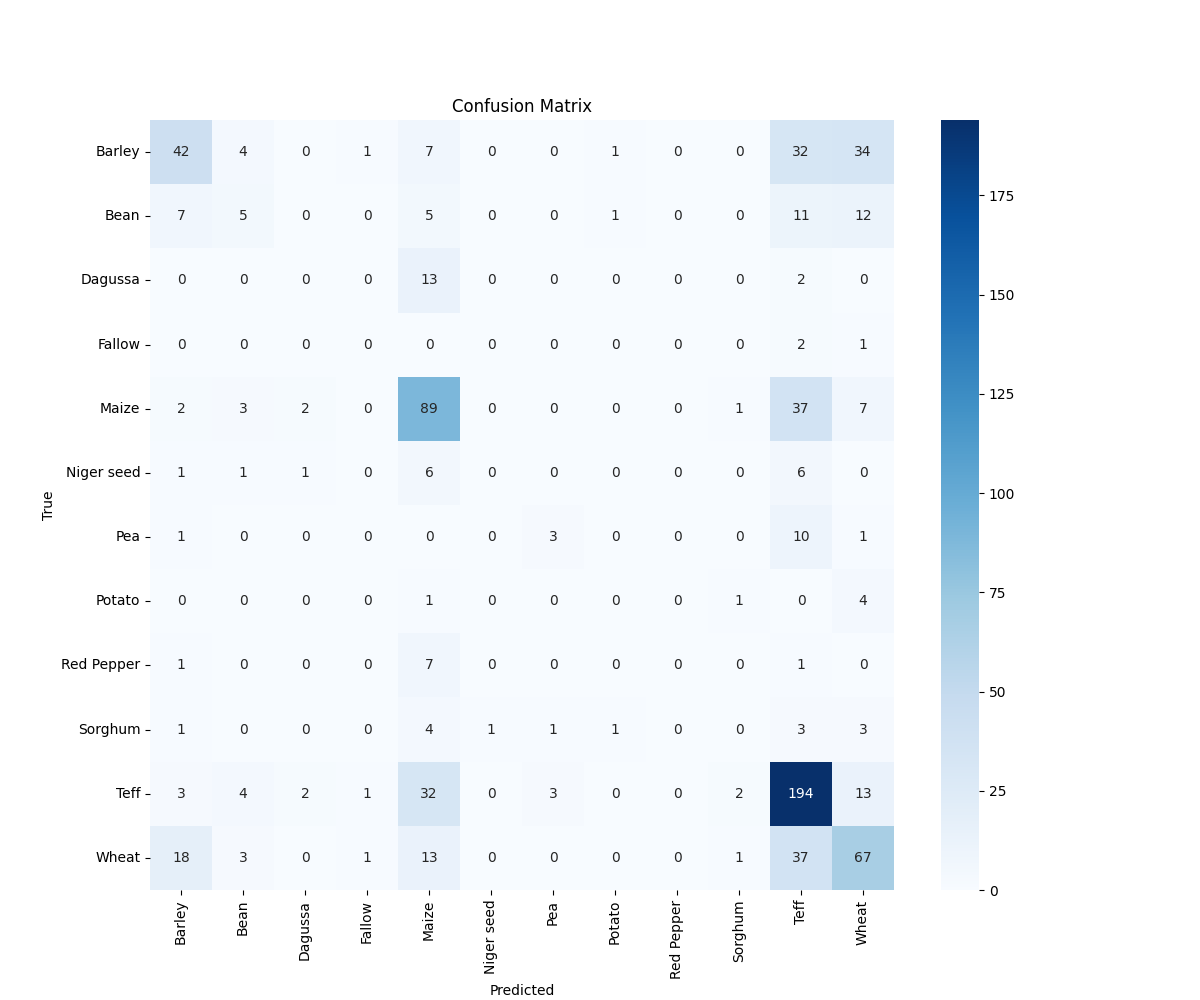 Confusion Matrix
Barley 42 4 0 1 7 0 0 1 0 0 32 34
Bean 7 5 0 0 5 0 0 1 0 0 11 12
Dagussa 0 0 0 0 13 0 0 0 0 0 2 0
Fallow 0 0 0 0 0 0 0 0 0 0 2 1
Maize 2 3 2 0 89 0 0 0 0 1 37 7
Niger seed 1 1 1 0 6 0 0 0 0 0 6 0
Pea 1 0 0 0 0 0 3 0 0 0 10 1
Potato 0 0 0 0 1 0 0 0 0 1 0 4
Red Pepper 1 0 0 0 7 0 0 0 0 0 1 0
Sorghum 1 0 0 0 4 1 1 1 0 0 3 3
Teff 3 4 2 1 32 0 3 0 0 2 194 13
Wheat 18 3 0 1 13 0 0 0 0 1 37 67
True
Barley Bean Dagussa Fallow Maize Niger seed Pea Potato Red Pepper Sorghum Teff Wheat
Predicted
175
150
125
100
75
50
25
0